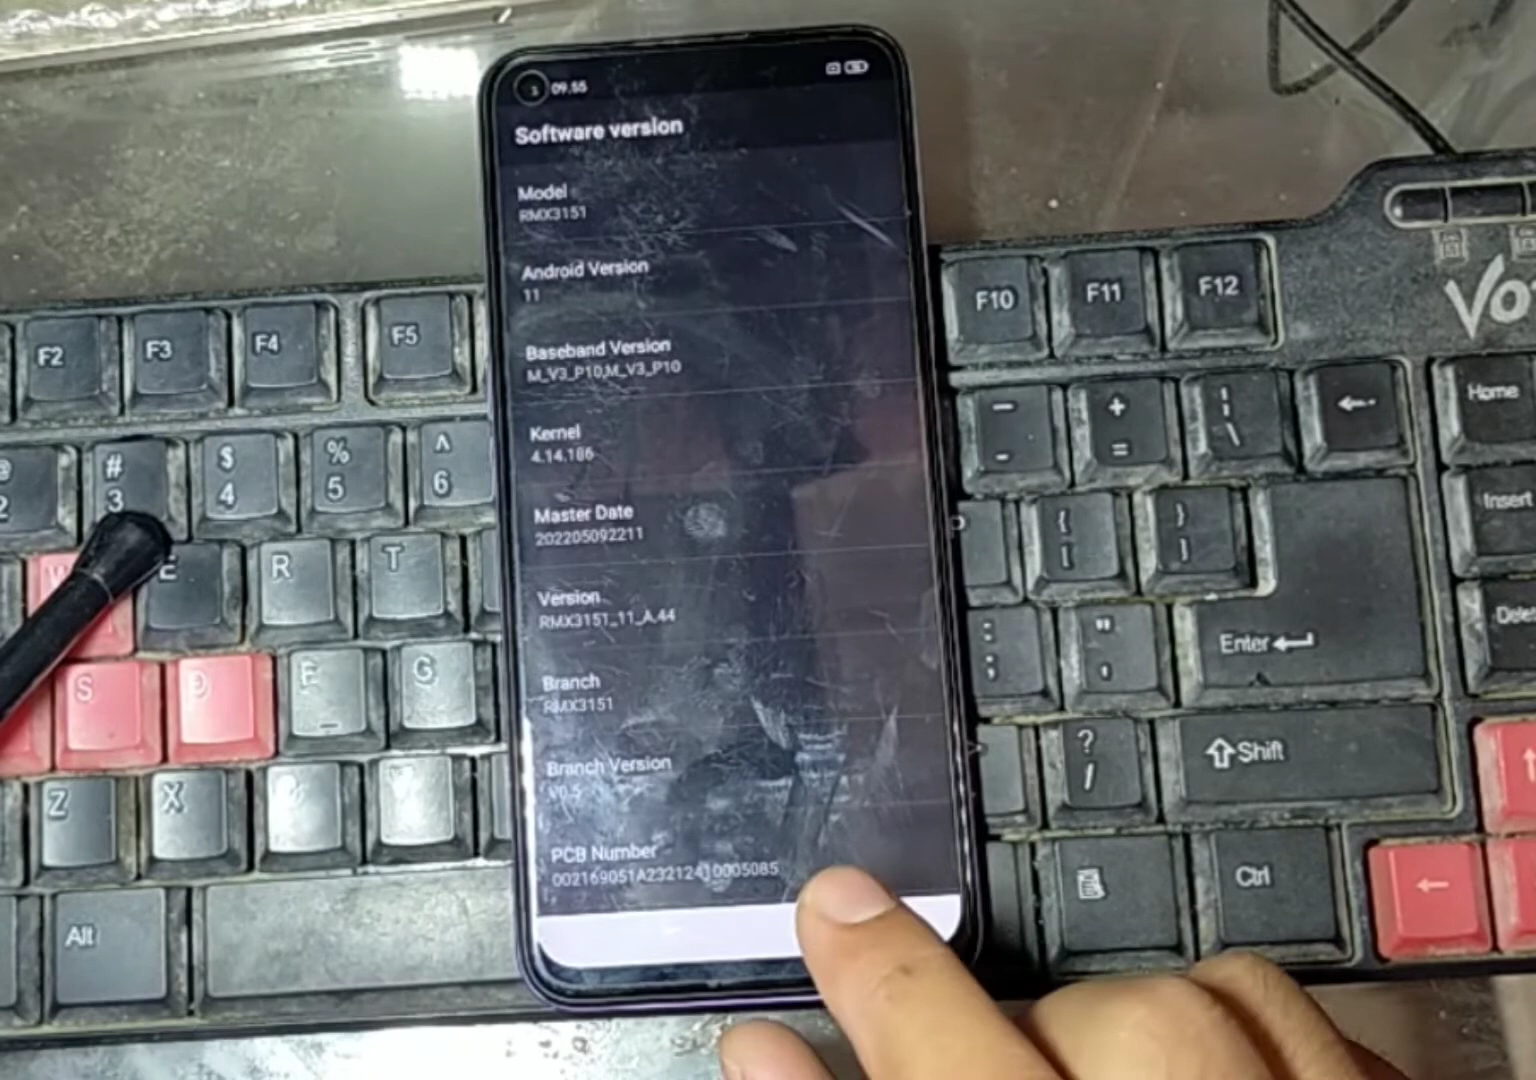 09.55
Software version
Model
RMX3151
Android Version
11
Baseband Version
M_V3_P10,M_V3_P10
Kernel
4.14.186
Master Date
202205092211
Version
RMX3151_11_A.44
Branch
RMX3151
Branch Version
V0.5
PCB Number
002169051A23212410005085
F2
F3
F4
F5
F10
F11
F12
@
2
#
3
$
4
%
5
^
6
-
+
=
\
Home
W
E
R
T
P
{
[
}
]
Insert
S
D
F
G
:
;
"
'
Enter
Z
X
?
/
Shift
Alt
Ctrl